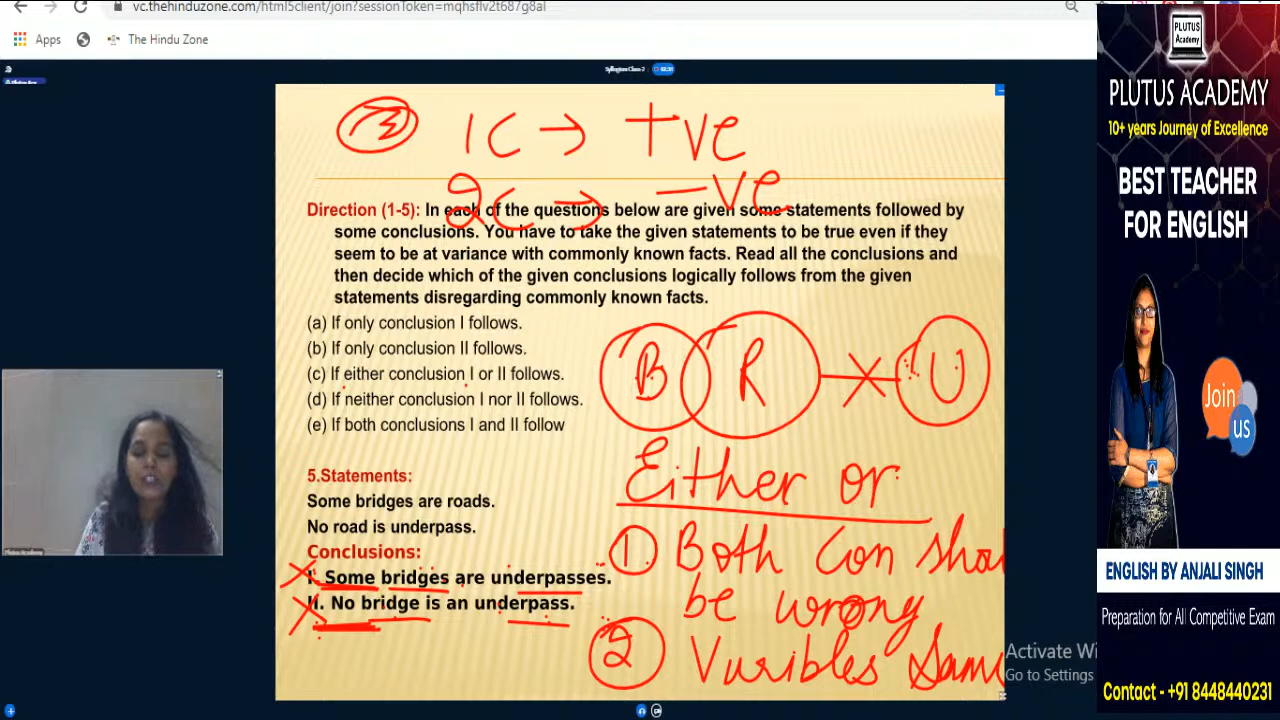 vc.thehinduzone.com/html5client/join?sessionToken=mqhsflv2t687g8al
Apps
The Hindu Zone
Syllogism Class 2
③ 1C → +ve
2C → -ve
Direction (1-5): In each of the questions below are given some statements followed by
some conclusions. You have to take the given statements to be true even if they
seem to be at variance with commonly known facts. Read all the conclusions and
then decide which of the given conclusions logically follows from the given
statements disregarding commonly known facts.
(a) If only conclusion I follows.
(b) If only conclusion II follows.
(c) If either conclusion I or II follows.
(d) If neither conclusion I nor II follows.
(e) If both conclusions I and II follow
B R U
Either or
5.Statements:
Some bridges are roads.
No road is underpass.
Conclusions:
I. Some bridges are underpasses.
II. No bridge is an underpass.
① Both Con
be wrong
② Varibles Sam
Activate Wi
Go to Settings
PLUTUS
Academy
PLUTUS ACADEMY
10+ years Journey of Excellence
BEST TEACHER
FOR ENGLISH
Join
us
ENGLISH BY ANJALI SINGH
Preparation for All Competitive Exam
Contact - +91 8448440231